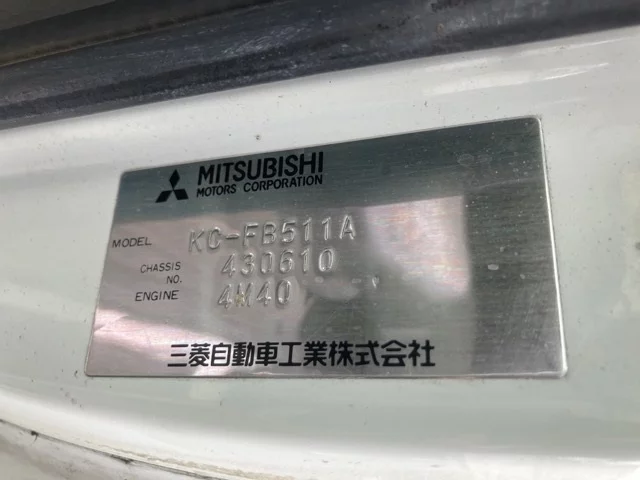 MITSUBISHI
MOTORS CORPORATION
MODEL KC-FB511A
CHASSIS NO. 430610
ENGINE 4M40
三菱自動車工業株式会社